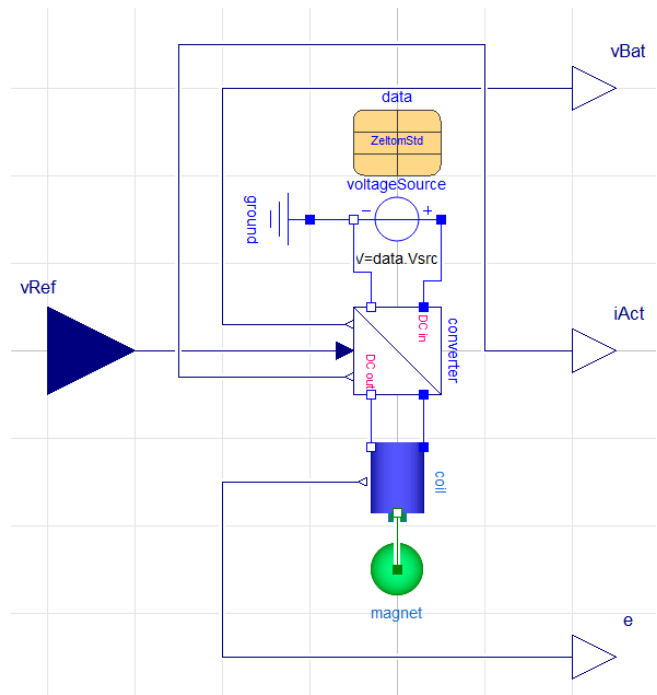 vBat
data
ZeltomStd
voltageSource
ground
−
+
V=data.Vsrc
vRef
iAct
DC in
converter
DC out
coil
magnet
e